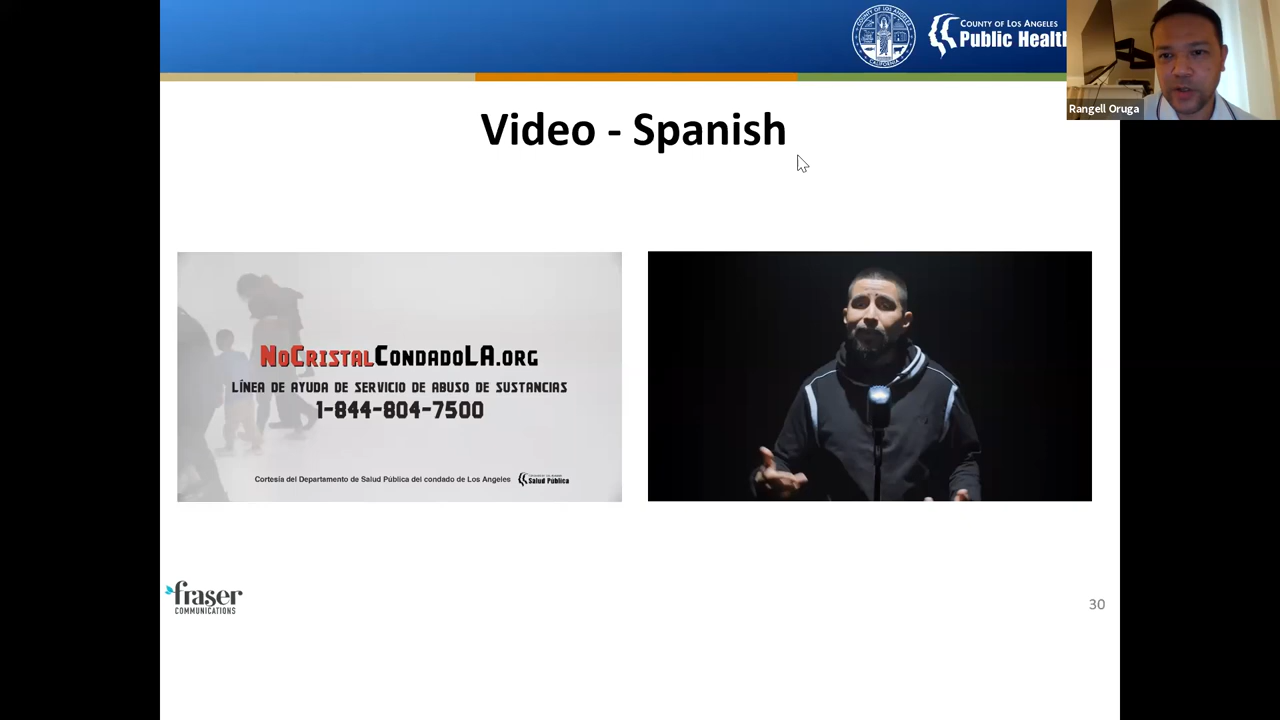 COUNTY OF LOS ANGELES
Public Health
Rangell Oruga
Video - Spanish
NOCRISTALCONDADOLA.ORG
LÍNEA DE AYUDA DE SERVICIO DE ABUSO DE SUSTANCIAS
1-844-804-7500
Cortesía del Departamento de Salud Pública del condado de Los Angeles
Salud Pública
fraser
COMMUNICATIONS
30